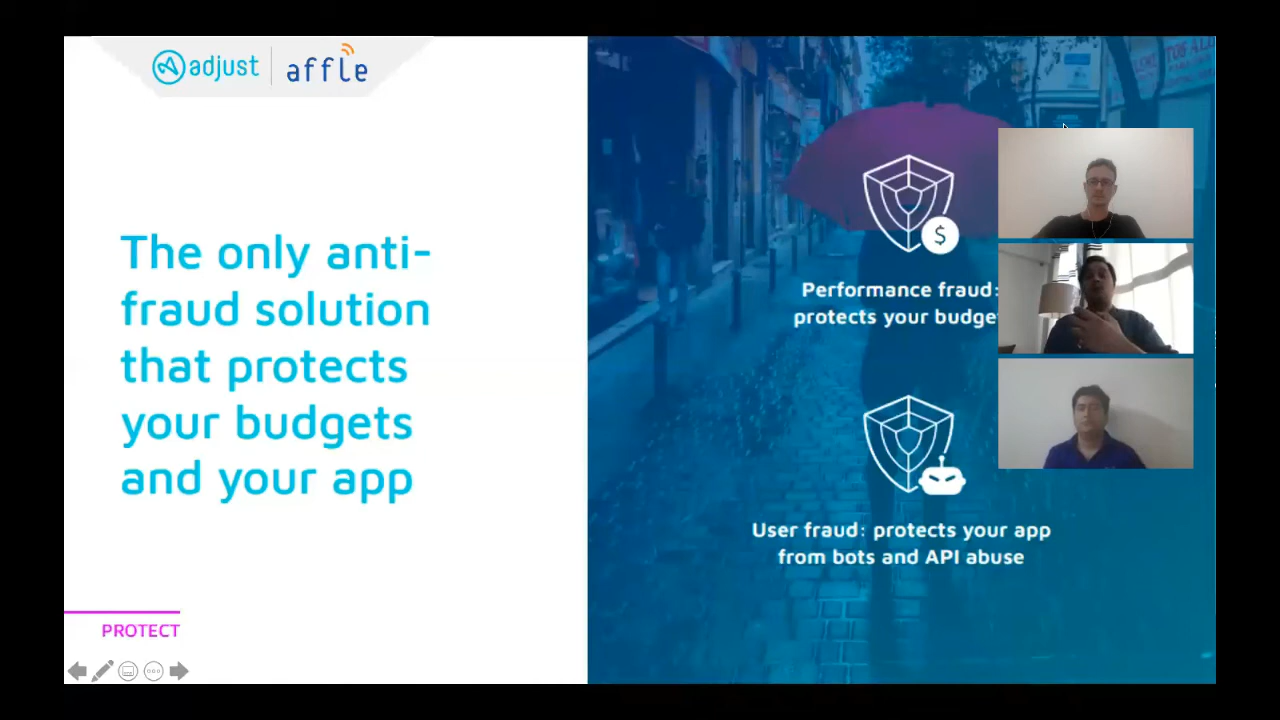 adjust
affle
The only anti-
fraud solution
that protects
your budgets
and your app
$
Performance fraud:
protects your budge
User fraud: protects your app
from bots and API abuse
PROTECT